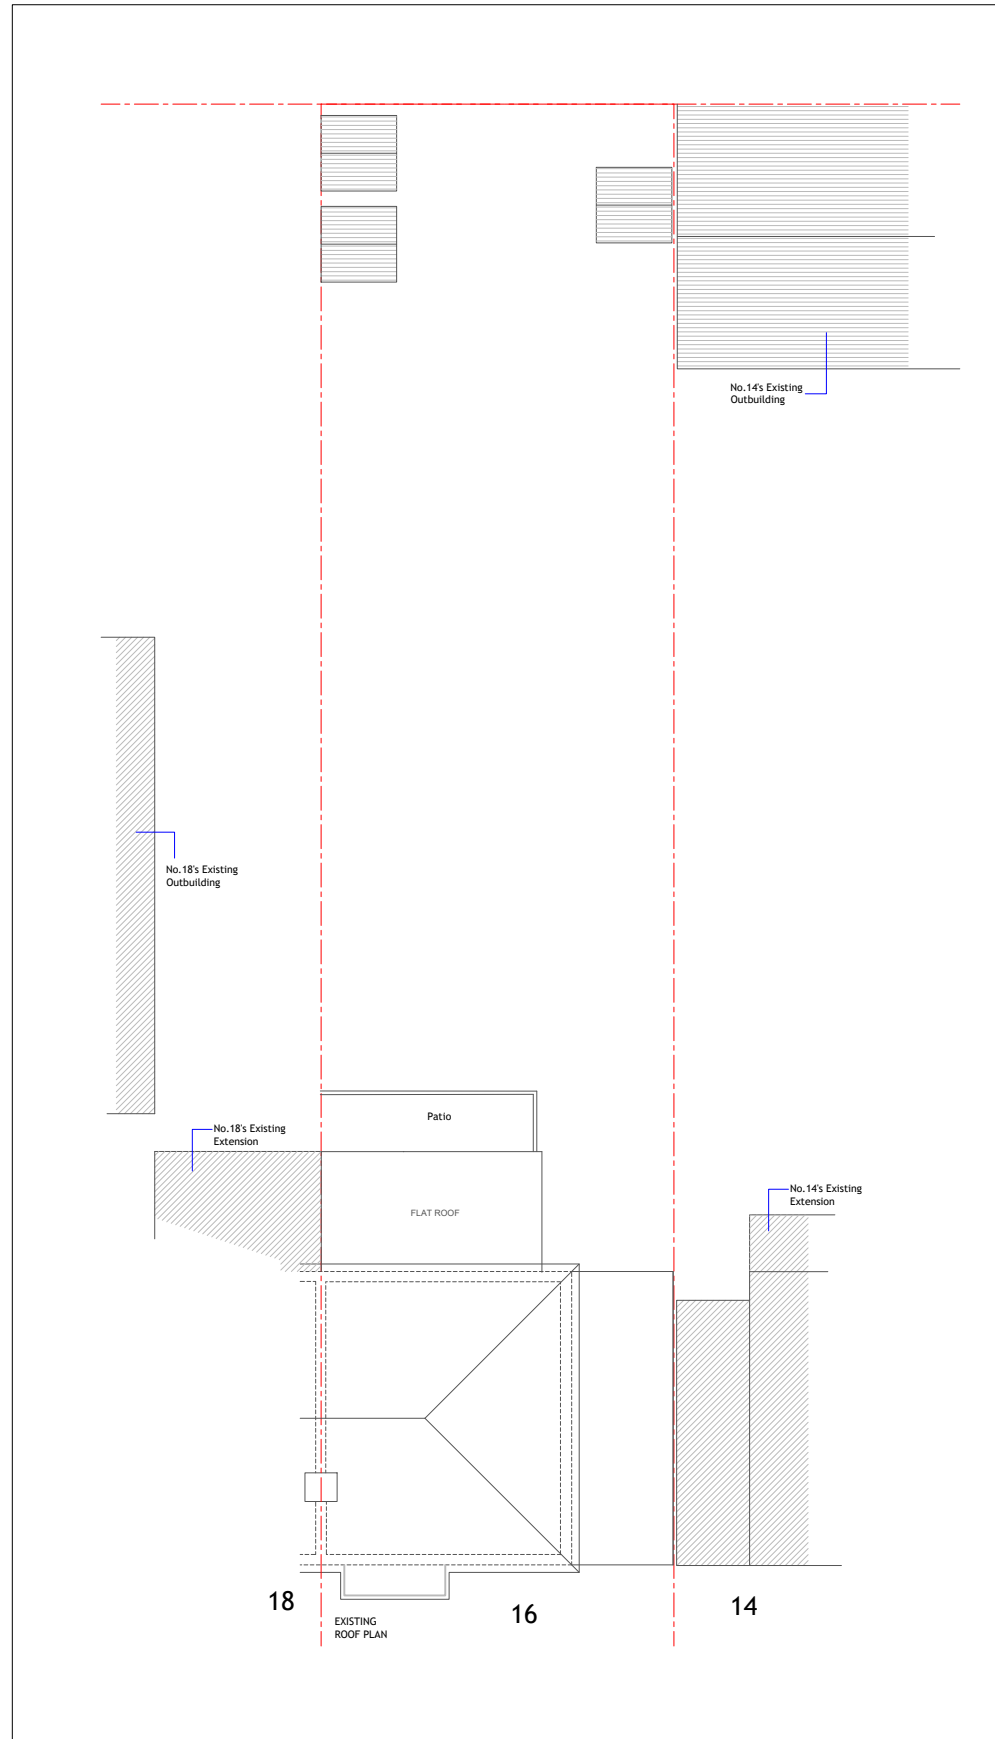 No.14's Existing
Outbuilding
No.18's Existing
Outbuilding
Patio
No.18's Existing
Extension
No.14's Existing
Extension
FLAT ROOF
18
16
14
EXISTING
ROOF PLAN